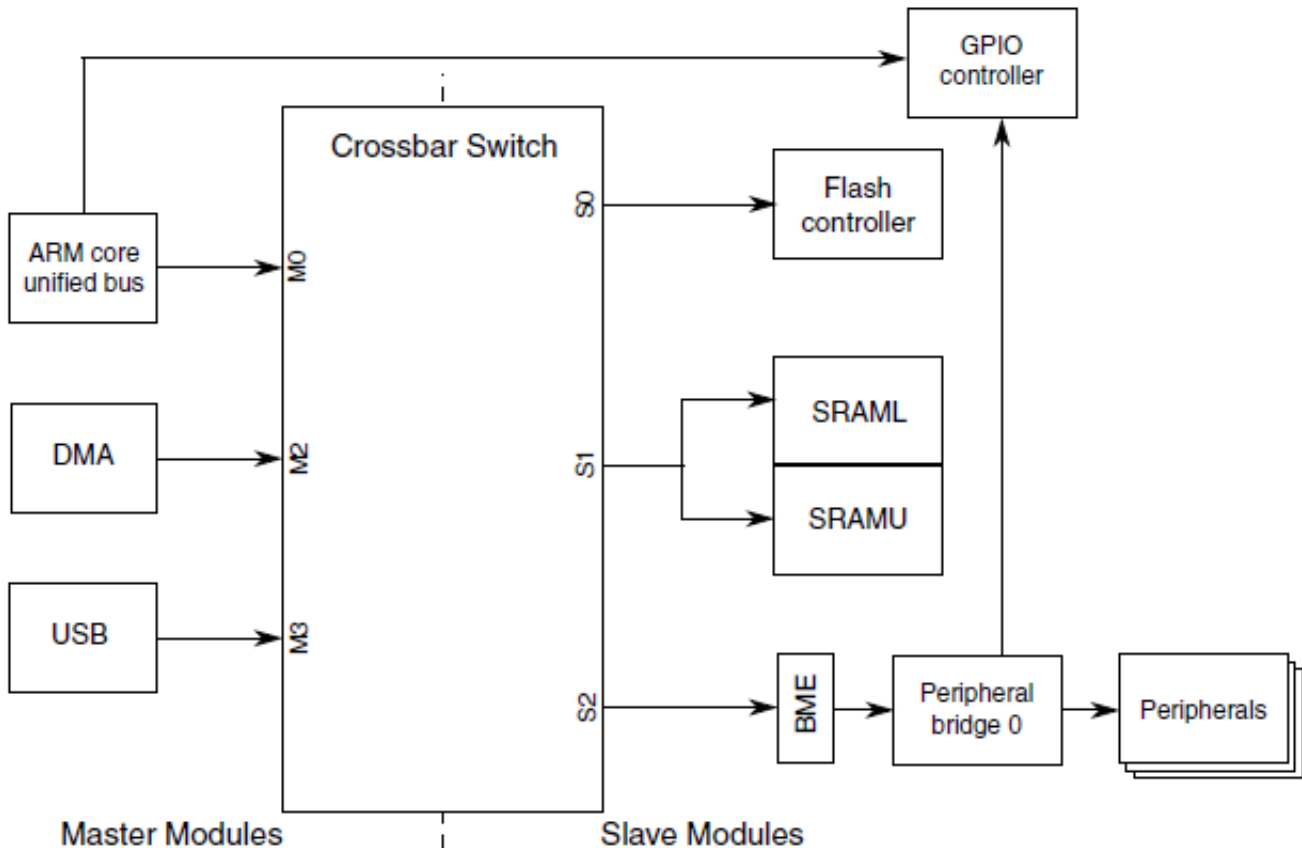 GPIO
controller
Crossbar Switch
S0
Flash
controller
ARM core
unified bus
M0
SRAML
DMA
M2
S1
SRAMU
USB
M3
S2
BME
Peripheral
bridge 0
Peripherals
Master Modules
Slave Modules